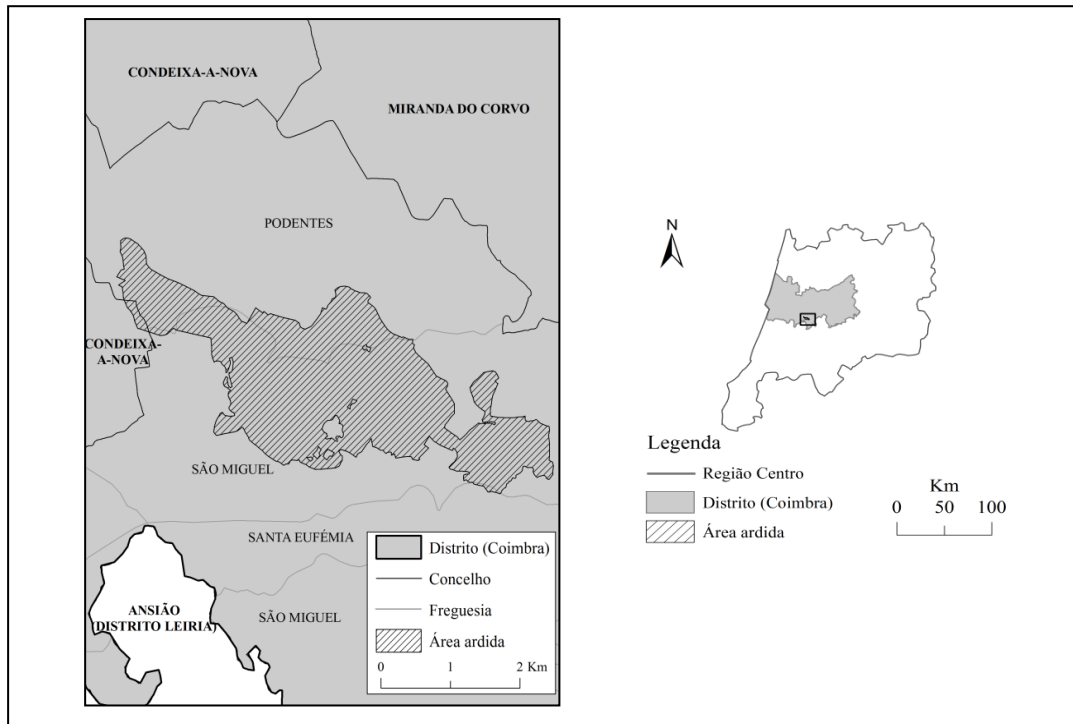 CONDEIXA-A-NOVA
MIRANDA DO CORVO
PODENTES
CONDEIXA-
A-NOVA
SÃO MIGUEL
SANTA EUFÉMIA
ANSIÃO
(DISTRITO LEIRIA)
SÃO MIGUEL
Distrito (Coimbra)
Concelho
Freguesia
Área ardida
0 1 2 Km
N
Legenda
Região Centro
Distrito (Coimbra)
Área ardida
Km
0 50 100